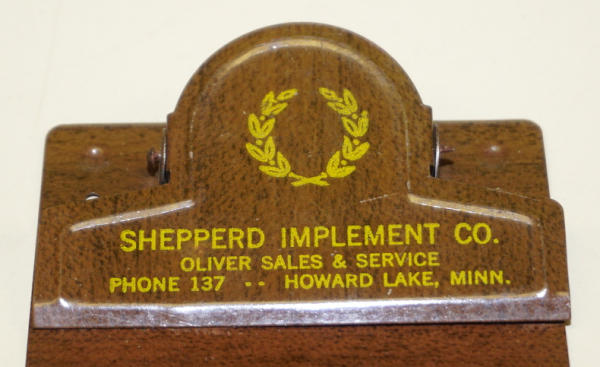 SHEPPERD IMPLEMENT CO.
OLIVER SALES & SERVICE
PHONE 137 -- HOWARD LAKE, MINN.